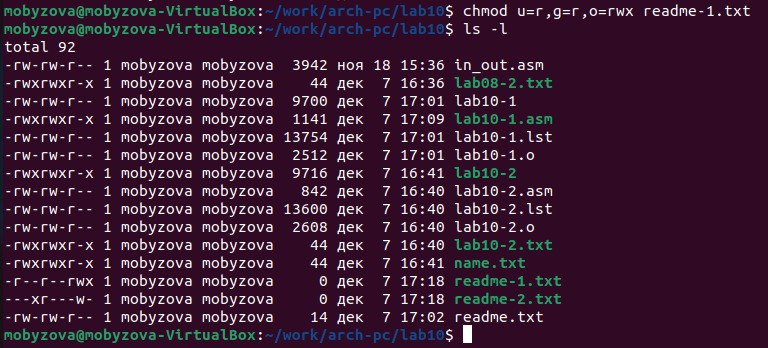 mobyzova@mobyzova-VirtualBox:~/work/arch-pc/lab10$ chmod u=r,g=r,o=rwx readme-1.txt
mobyzova@mobyzova-VirtualBox:~/work/arch-pc/lab10$ ls -l
total 92
-rw-rw-r-- 1 mobyzova mobyzova  3942 ноя 18 15:36 in_out.asm
-rwxrwxr-x 1 mobyzova mobyzova    44 дек  7 16:36 lab08-2.txt
-rw-rw-r-- 1 mobyzova mobyzova  9700 дек  7 17:01 lab10-1
-rwxrwxr-x 1 mobyzova mobyzova  1141 дек  7 17:09 lab10-1.asm
-rw-rw-r-- 1 mobyzova mobyzova 13754 дек  7 17:01 lab10-1.lst
-rw-rw-r-- 1 mobyzova mobyzova  2512 дек  7 17:01 lab10-1.o
-rwxrwxr-x 1 mobyzova mobyzova  9716 дек  7 16:41 lab10-2
-rw-rw-r-- 1 mobyzova mobyzova   842 дек  7 16:40 lab10-2.asm
-rw-rw-r-- 1 mobyzova mobyzova 13600 дек  7 16:40 lab10-2.lst
-rw-rw-r-- 1 mobyzova mobyzova  2608 дек  7 16:40 lab10-2.o
-rwxrwxr-x 1 mobyzova mobyzova    44 дек  7 16:40 lab10-2.txt
-rwxrwxr-x 1 mobyzova mobyzova    44 дек  7 16:41 name.txt
-r--r--rwx 1 mobyzova mobyzova     0 дек  7 17:18 readme-1.txt
---xr---w- 1 mobyzova mobyzova     0 дек  7 17:18 readme-2.txt
-rw-rw-r-- 1 mobyzova mobyzova    14 дек  7 17:02 readme.txt
mobyzova@mobyzova-VirtualBox:~/work/arch-pc/lab10$